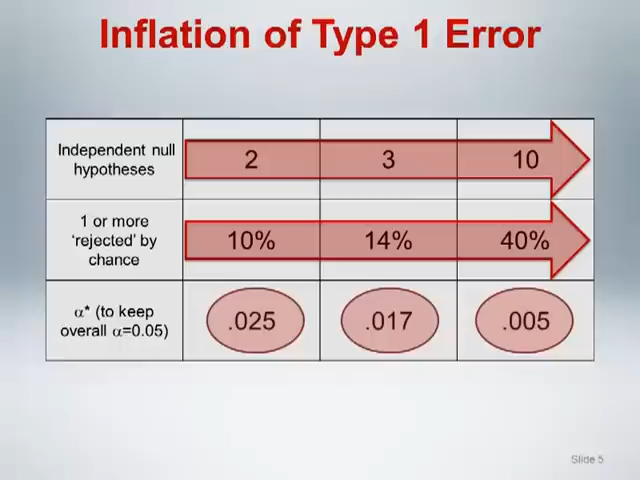 Inflation of Type 1 Error
Independent null
hypotheses
2 3 10
1 or more
‘rejected’ by
chance
10% 14% 40%
α* (to keep
overall α=0.05)
.025 .017 .005
Slide 5